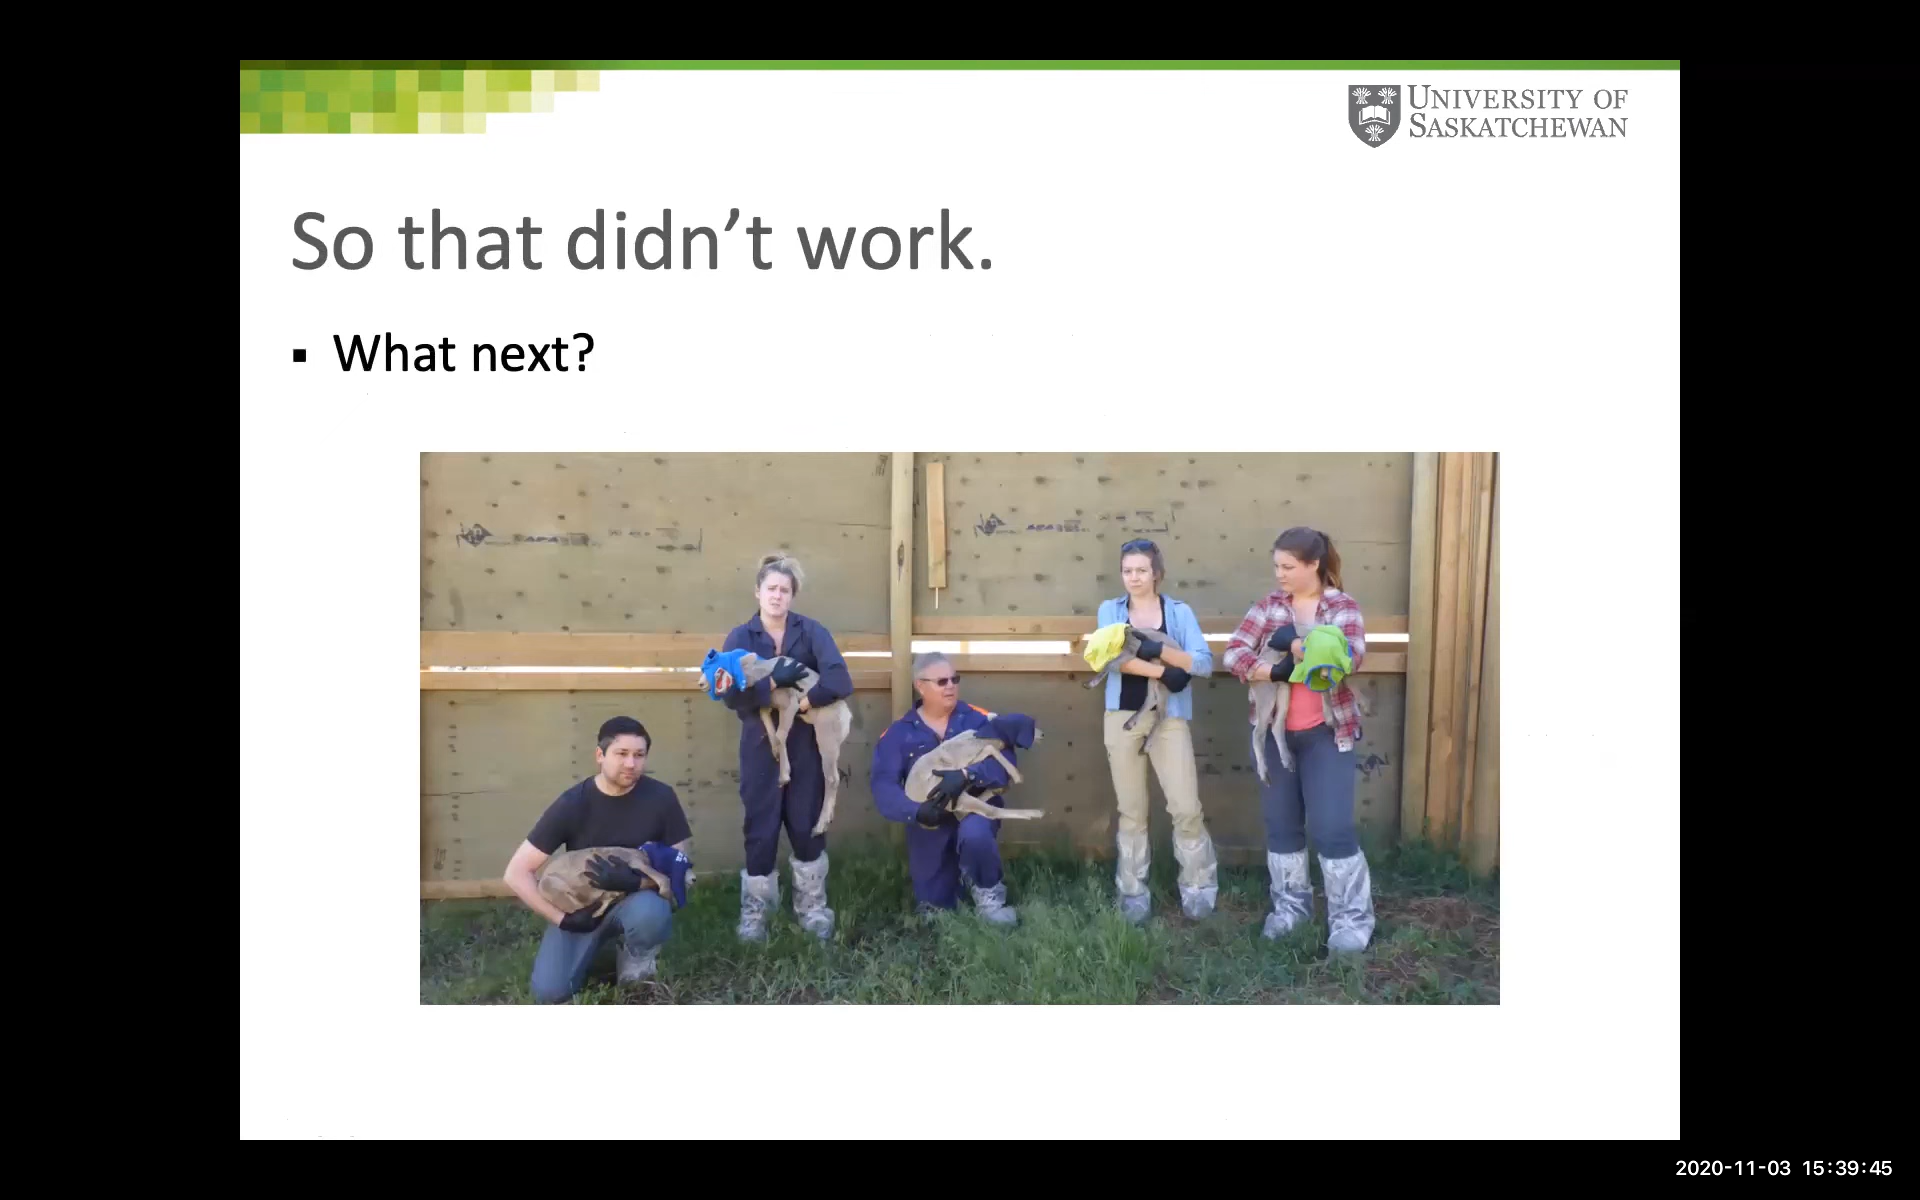 UNIVERSITY OF
SASKATCHEWAN
So that didn't work.
▪ What next?
2020-11-03 15:39:45